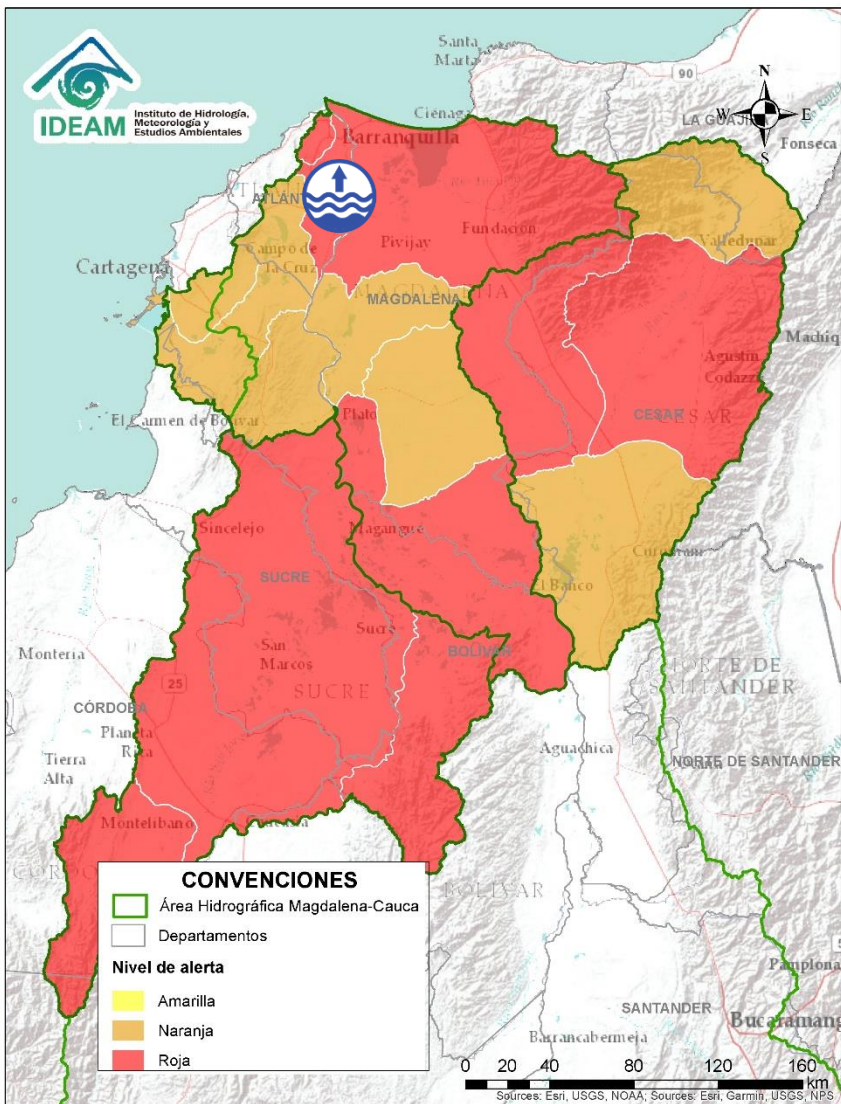 IDEAM
Instituto de Hidrología,
Meteorología y
Estudios Ambientales
Santa
Marta
90
N
E
S
LA GUAJIRA
Ciénaga
Fonseca
Barranquilla
Pivijay
Fundación
Valledupar
Cartagena
Campo de
la Cruz
MAGDALENA
Agustín
Codazzi
CESAR
El Carmen de Bolívar
Plato
Sincelejo
Magangué
SUCRE
El Banco
Sucre
San
Marcos
BOLÍVAR
SUCRE
NORTE DE
SANTANDER
Montería
25
CÓRDOBA
Planeta
Rica
Tierra
Alta
Aguachica
NORTE DE SANTANDER
Montelíbano
BOLÍVAR
CONVENCIONES
Área Hidrográfica Magdalena-Cauca
Departamentos
Nivel de alerta
Amarilla
Naranja
Roja
Pamplona
SANTANDER
Bucaramang
Barrancabermeja
0 20 40 80 120 160
km
Sources: Esri, USGS, NOAA; Sources: Esri, Garmin, USGS, NPS